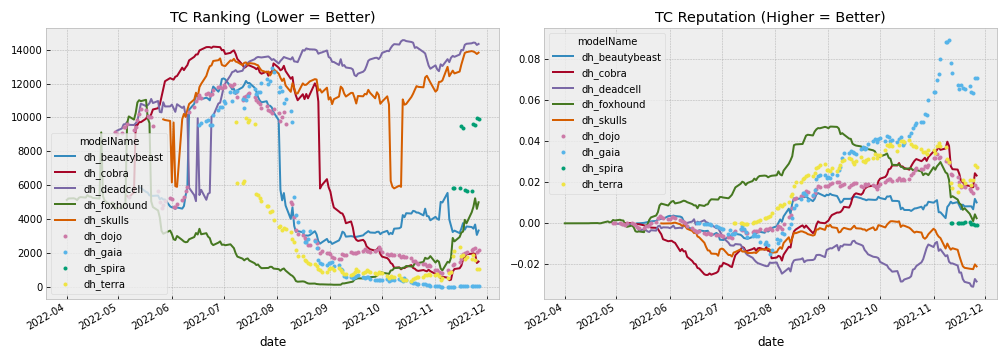 TC Ranking (Lower = Better)
14000
12000
10000
8000
6000
4000
2000
0
modelName
dh_beautybeast
dh_cobra
dh_deadcell
dh_foxhound
dh_skulls
dh_dojo
dh_gaia
dh_spira
dh_terra
2022-04
2022-05
2022-06
2022-07
2022-08
2022-09
2022-10
2022-11
2022-12
date
TC Reputation (Higher = Better)
0.08
0.06
0.04
0.02
0.00
−0.02
modelName
dh_beautybeast
dh_cobra
dh_deadcell
dh_foxhound
dh_skulls
dh_dojo
dh_gaia
dh_spira
dh_terra
2022-04
2022-05
2022-06
2022-07
2022-08
2022-09
2022-10
2022-11
2022-12
date